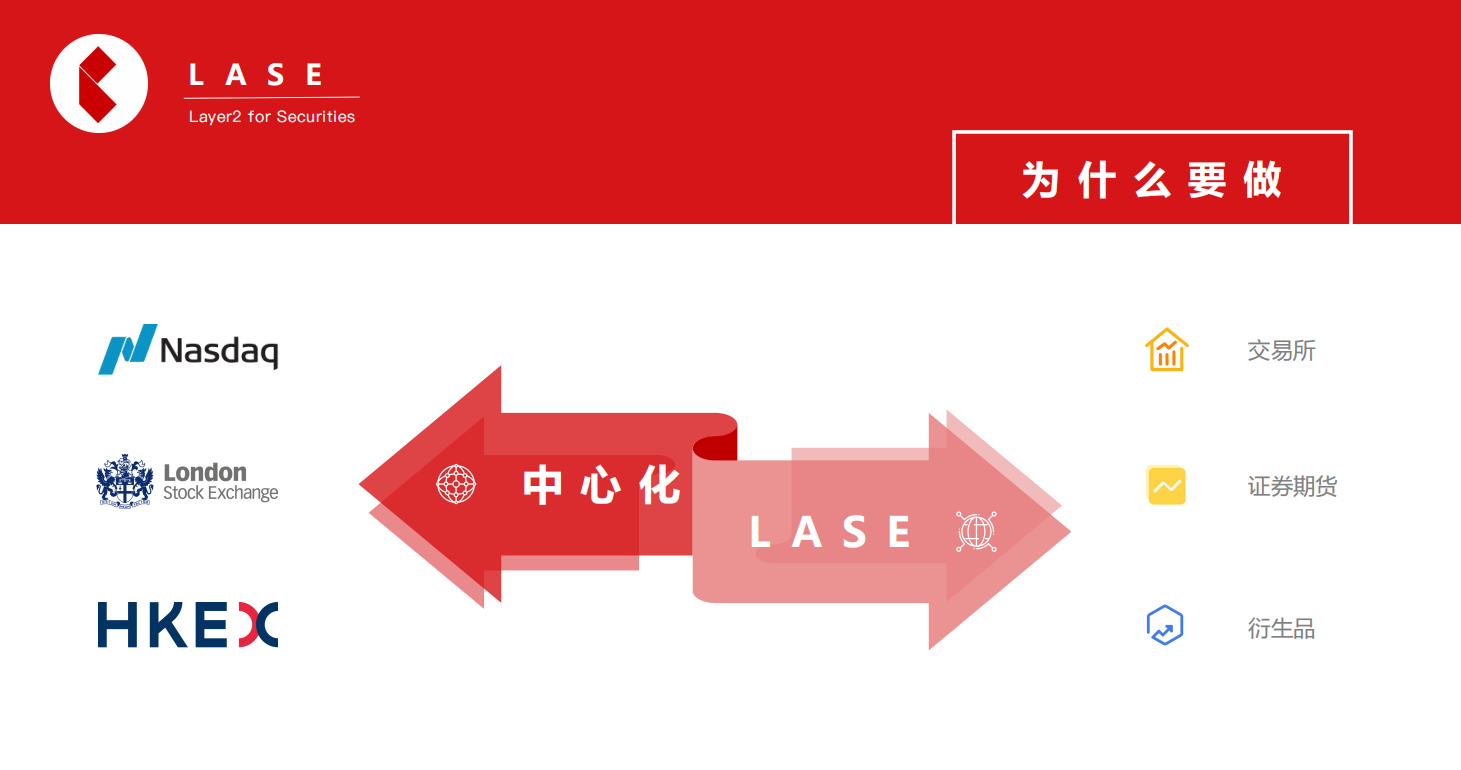 LASE
Layer2 for Securities
为什么要做
Nasdaq
London
Stock Exchange
HKEX
中心化
LASE
交易所
证券期货
衍生品